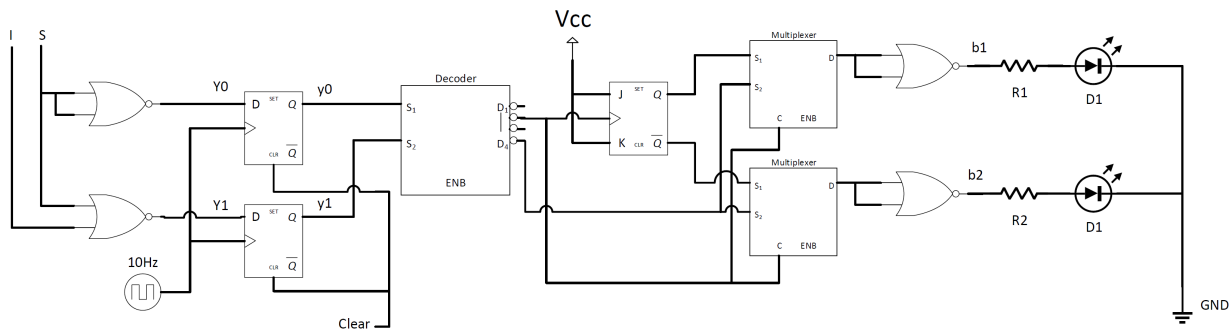 I S
Y0
D SET Q
CLR Q
y0
Y1
D SET Q
CLR Q
y1
10Hz
Clear
Decoder
S1
S2
D1
D4
ENB
Vcc
J SET Q
K CLR Q
Multiplexer
S1
S2
D
C ENB
Multiplexer
S1
S2
D
C ENB
b1
R1
D1
b2
R2
D1
GND